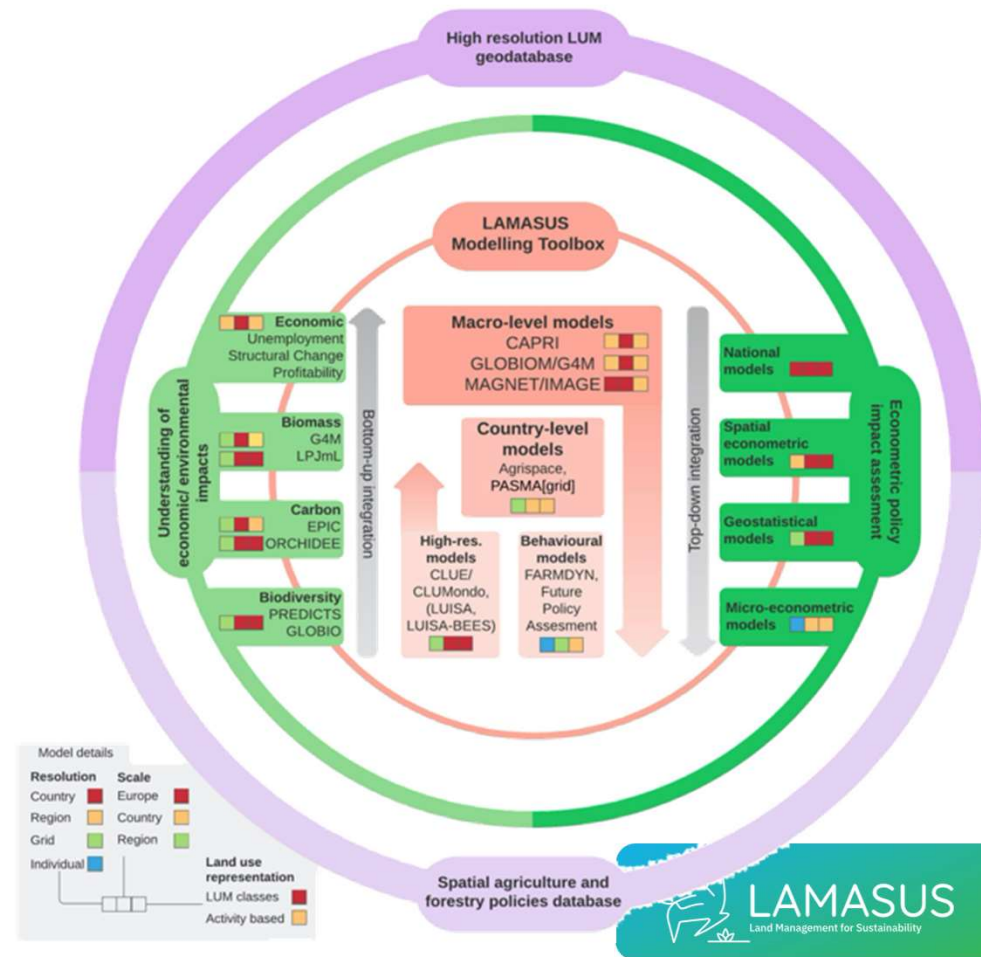 High resolution LUM
geodatabase
LAMASUS
Modelling Toolbox
Understanding of
economic/ environmental
impacts
Economic
Unemployment
Structural Change
Profitability
Biomass
G4M
LPJmL
Carbon
EPIC
ORCHIDEE
Biodiversity
PREDICTS
GLOBIO
Bottom-up integration
Macro-level models
CAPRI
GLOBIOM/G4M
MAGNET/IMAGE
Country-level
models
Agrispace,
PASMA[grid]
High-res.
models
CLUE/
CLUMondo,
(LUISA,
LUISA-BEES)
Behavioural
models
FARMDYN,
Future
Policy
Assesment
Top-down integration
National
models
Spatial
econometric
models
Geostatistical
models
Micro-econometric
models
Econometric policy
impact assesment
Model details
Resolution Scale
Country Europe
Region Country
Grid Region
Individual
Land use
representation
LUM classes
Activity based
Spatial agriculture and
forestry policies database
LAMASUS
Land Management for Sustainability